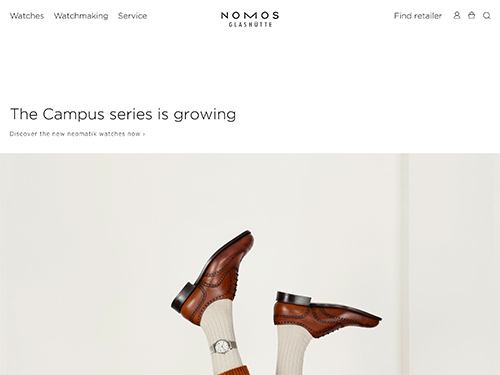 Watches Watchmaking Service
NOMOS
GLASHÜTTE
Find retailer
The Campus series is growing
Discover the new neomatik watches now ›